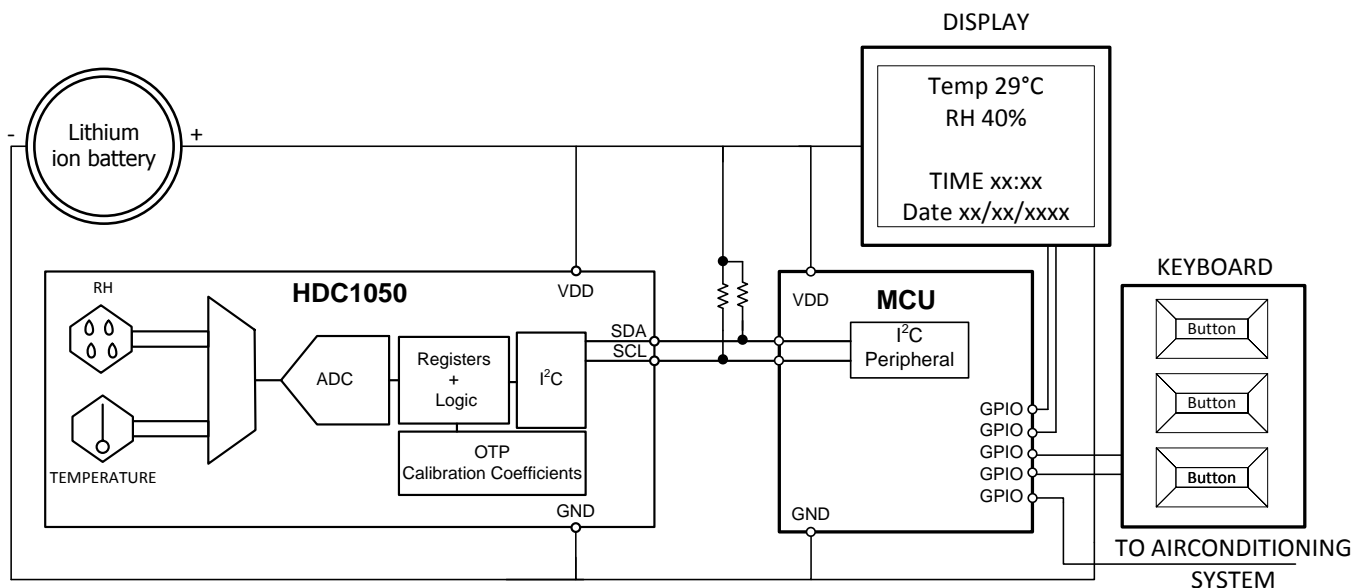 DISPLAY
Temp 29°C
RH 40%
TIME xx:xx
Date xx/xx/xxxx
-
+
Lithium
ion battery
KEYBOARD
Button
Button
Button
HDC1050
VDD
RH
TEMPERATURE
ADC
Registers
+
Logic
I²C
OTP
Calibration Coefficients
SDA
SCL
GND
MCU
VDD
I²C
Peripheral
GPIO
GPIO
GPIO
GPIO
GPIO
GND
TO AIRCONDITIONING
SYSTEM